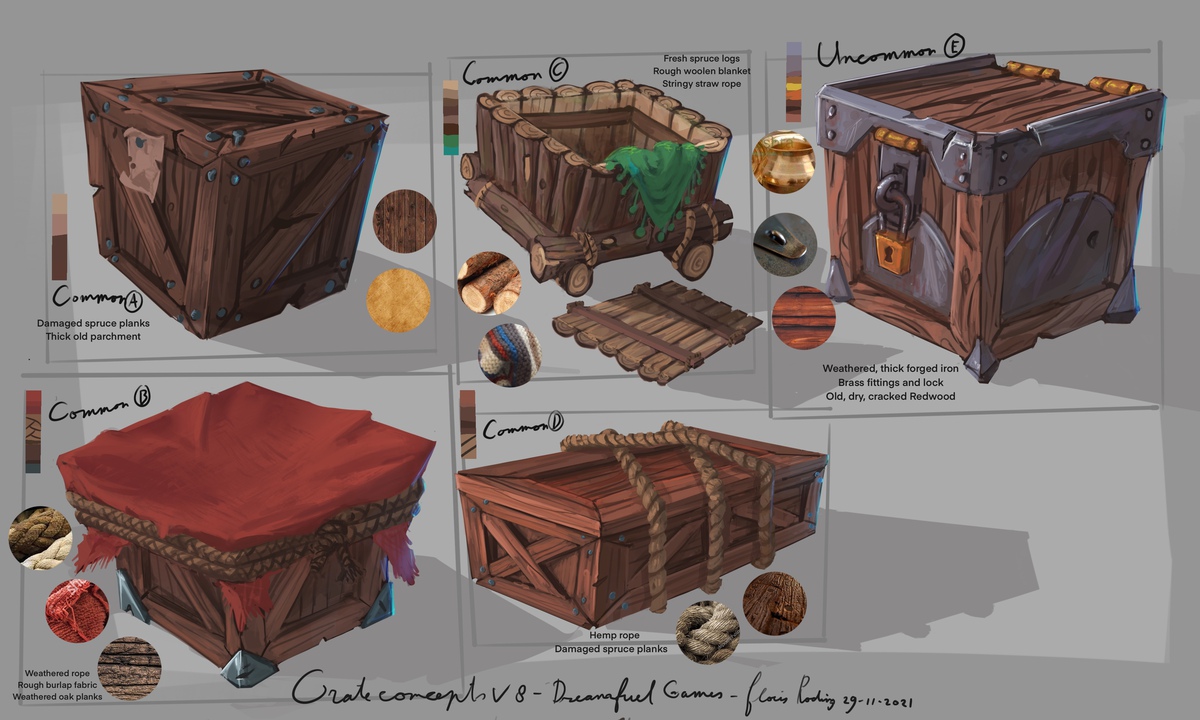 Common A
Damaged spruce planks
Thick old parchment
Common C
Fresh spruce logs
Rough woolen blanket
Stringy straw rope
Uncommon E
Weathered, thick forged iron
Brass fittings and lock
Old, dry, cracked Redwood
Common B
Weathered rope
Rough burlap fabric
Weathered oak planks
Common D
Hemp rope
Damaged spruce planks
Crate concepts V 8 - Games - 29-11-2021